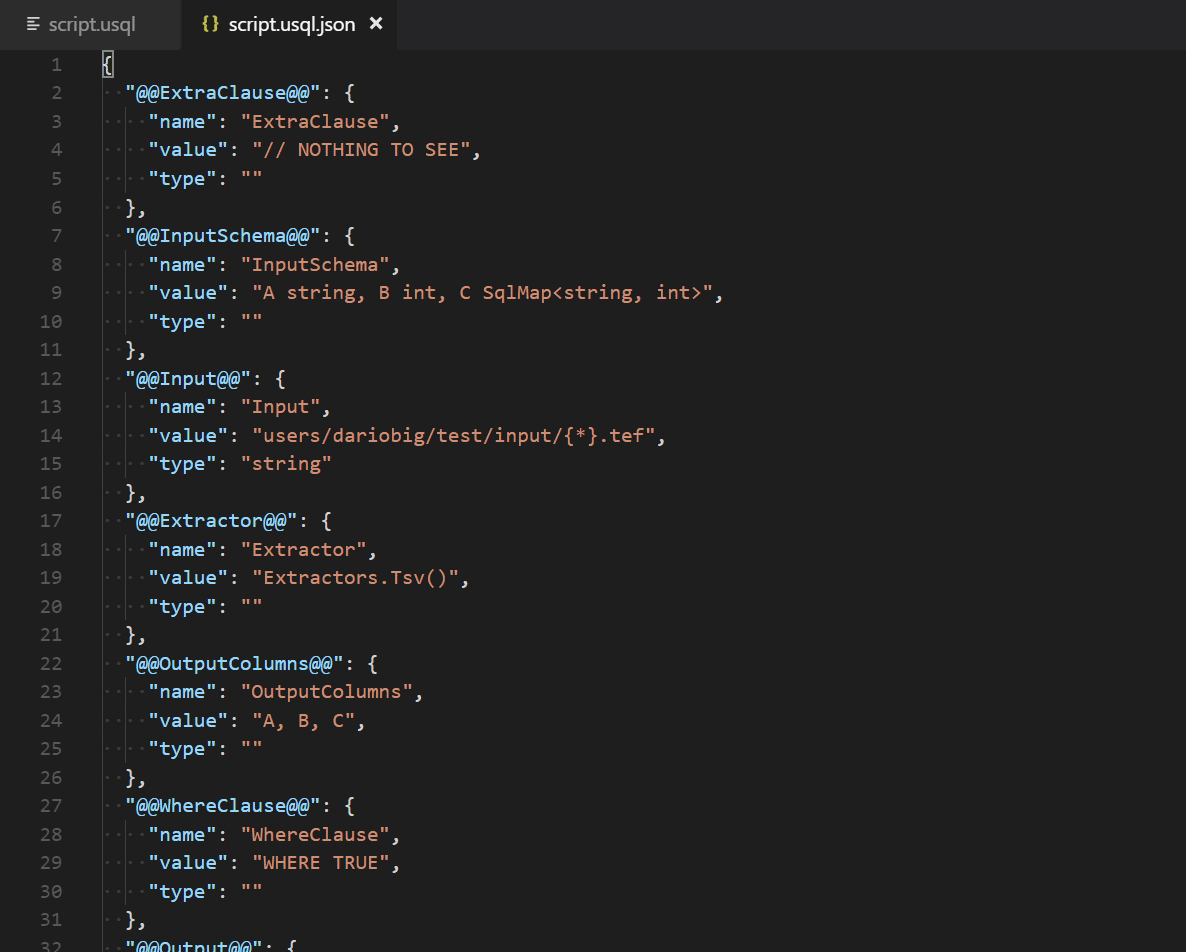 script.usql
{} script.usql.json ×
1 {
2 "@@ExtraClause@@": {
3 "name": "ExtraClause",
4 "value": "// NOTHING TO SEE",
5 "type": ""
6 },
7 "@@InputSchema@@": {
8 "name": "InputSchema",
9 "value": "A string, B int, C SqlMap<string, int>",
10 "type": ""
11 },
12 "@@Input@@": {
13 "name": "Input",
14 "value": "users/dariobig/test/input/{*}.tef",
15 "type": "string"
16 },
17 "@@Extractor@@": {
18 "name": "Extractor",
19 "value": "Extractors.Tsv()",
20 "type": ""
21 },
22 "@@OutputColumns@@": {
23 "name": "OutputColumns",
24 "value": "A, B, C",
25 "type": ""
26 },
27 "@@WhereClause@@": {
28 "name": "WhereClause",
29 "value": "WHERE TRUE",
30 "type": ""
31 },
32 "@@Output@@": {